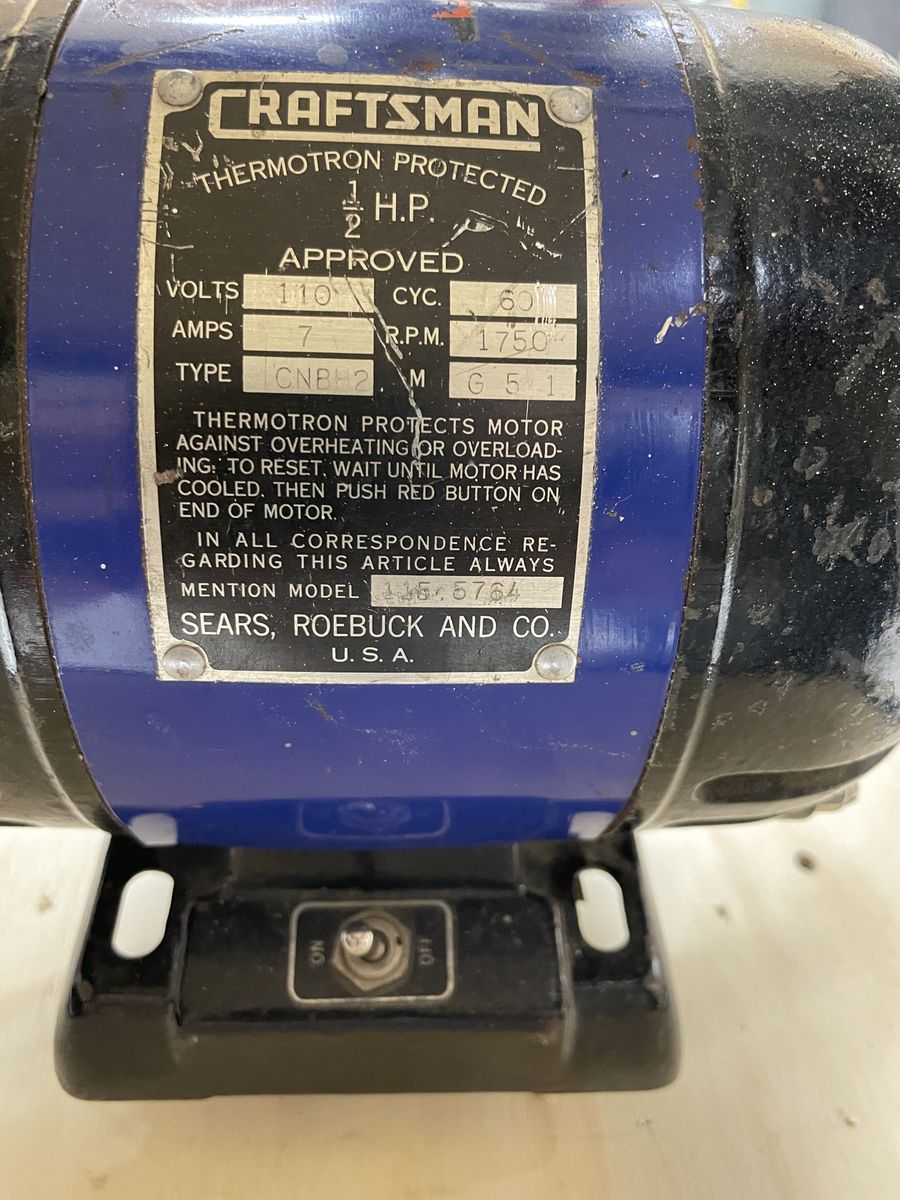 CRAFTSMAN
THERMOTRON PROTECTED
1/2 H.P.
APPROVED
VOLTS 110 CYC. 60
AMPS 7 R.P.M. 1750
TYPE CNBH2 M G 5 1
THERMOTRON PROTECTS MOTOR
AGAINST OVERHEATING OR OVERLOAD-
ING: TO RESET, WAIT UNTIL MOTOR HAS
COOLED, THEN PUSH RED BUTTON ON
END OF MOTOR.
IN ALL CORRESPONDENCE RE-
GARDING THIS ARTICLE ALWAYS
MENTION MODEL 115.5764
SEARS, ROEBUCK AND CO.
U.S.A.
ON OFF